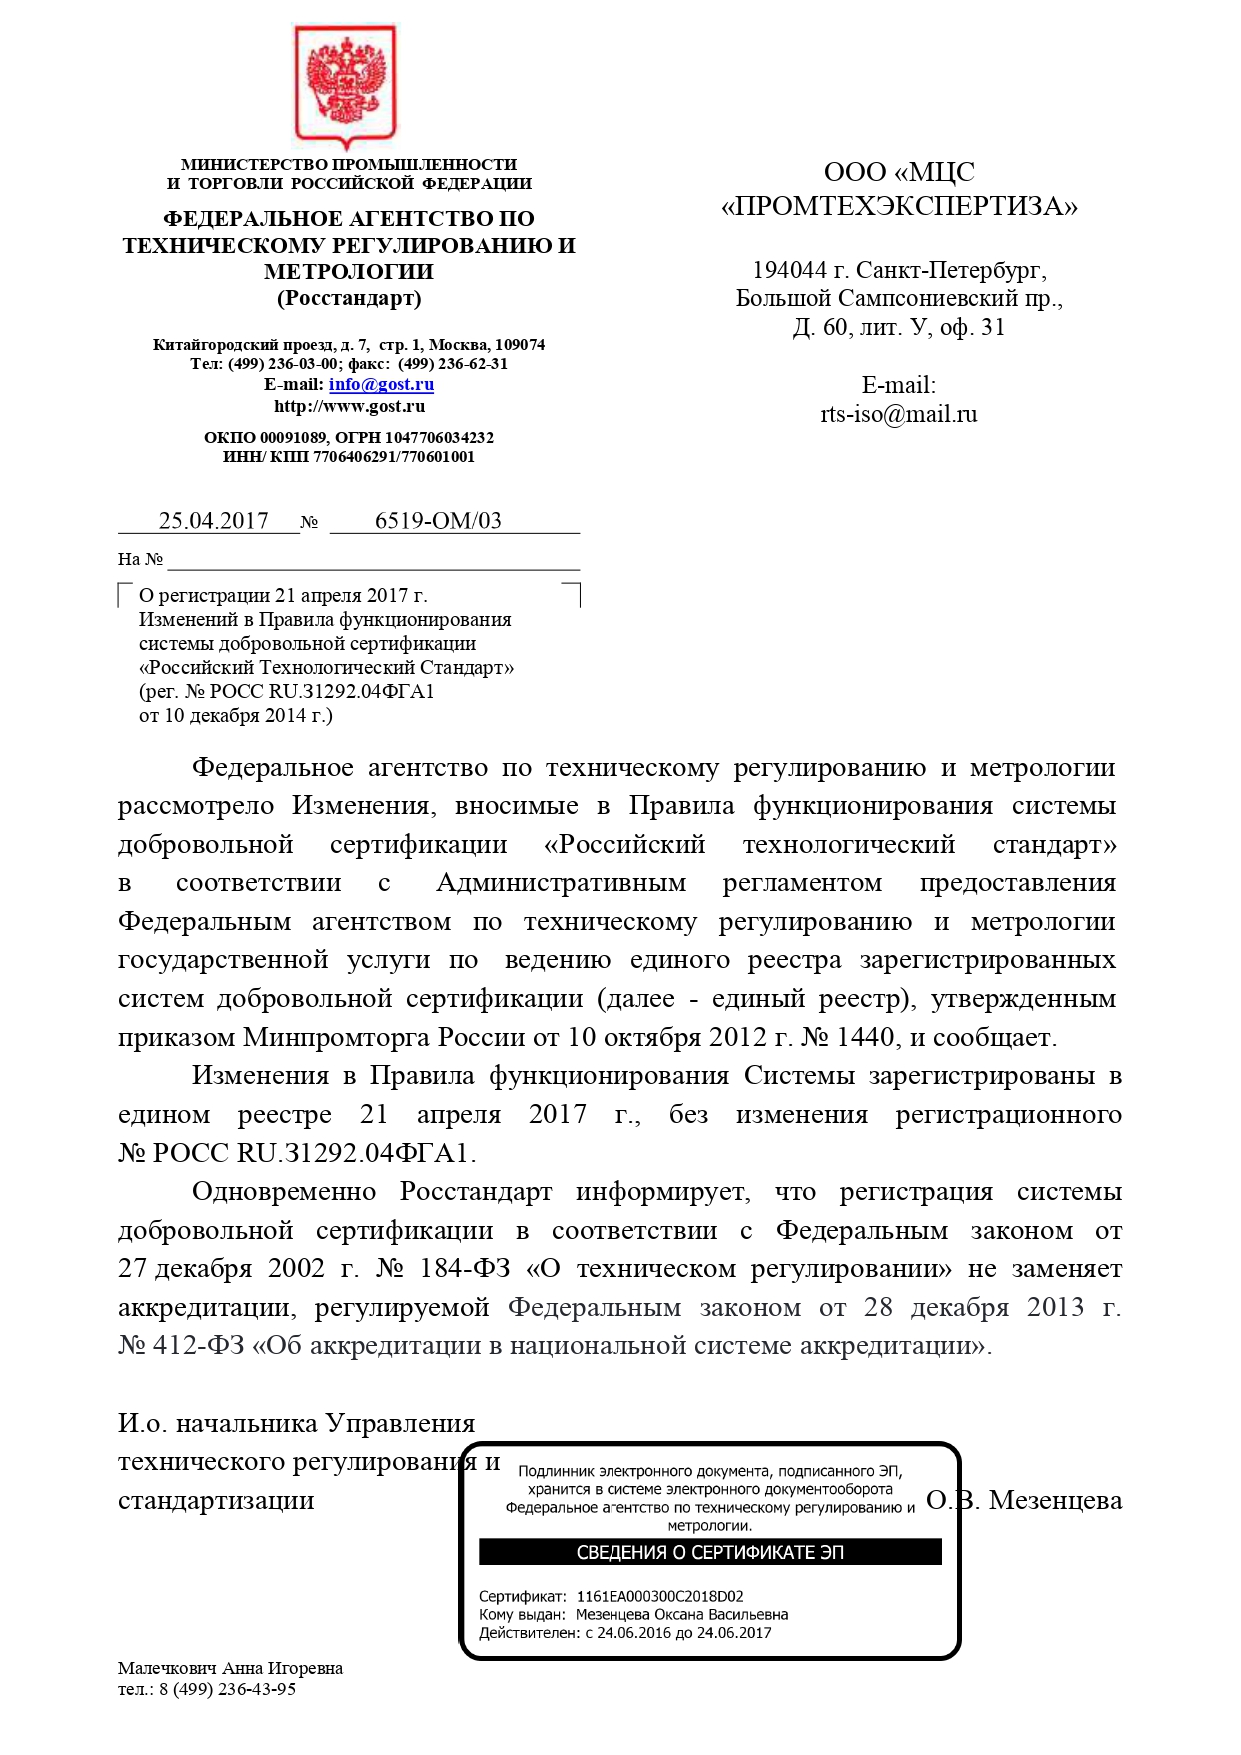 МИНИСТЕРСТВО ПРОМЫШЛЕННОСТИ
И ТОРГОВЛИ РОССИЙСКОЙ ФЕДЕРАЦИИ
ФЕДЕРАЛЬНОЕ АГЕНТСТВО ПО
ТЕХНИЧЕСКОМУ РЕГУЛИРОВАНИЮ И
МЕТРОЛОГИИ
(Росстандарт)
Китайгородский проезд, д. 7, стр. 1, Москва, 109074
Тел: (499) 236-03-00; факс: (499) 236-62-31
E-mail: info@gost.ru
http://www.gost.ru
ОКПО 00091089, ОГРН 1047706034232
ИНН/ КПП 7706406291/770601001
25.04.2017 № 6519-ОМ/03
На №
О регистрации 21 апреля 2017 г.
Изменений в Правила функционирования
системы добровольной сертификации
«Российский Технологический Стандарт»
(рег. № РОСС RU.З1292.04ФГА1
от 10 декабря 2014 г.)
ООО «МЦС
«ПРОМТЕХЭКСПЕРТИЗА»
194044 г. Санкт-Петербург,
Большой Сампсониевский пр.,
Д. 60, лит. У, оф. 31
E-mail:
rts-iso@mail.ru
Федеральное агентство по техническому регулированию и метрологии
рассмотрело Изменения, вносимые в Правила функционирования системы
добровольной сертификации «Российский технологический стандарт»
в соответствии с Административным регламентом предоставления
Федеральным агентством по техническому регулированию и метрологии
государственной услуги по ведению единого реестра зарегистрированных
систем добровольной сертификации (далее - единый реестр), утвержденным
приказом Минпромторга России от 10 октября 2012 г. № 1440, и сообщает.
Изменения в Правила функционирования Системы зарегистрированы в
едином реестре 21 апреля 2017 г., без изменения регистрационного
№ РОСС RU.З1292.04ФГА1.
Одновременно Росстандарт информирует, что регистрация системы
добровольной сертификации в соответствии с Федеральным законом от
27 декабря 2002 г. № 184-ФЗ «О техническом регулировании» не заменяет
аккредитации, регулируемой Федеральным законом от 28 декабря 2013 г.
№ 412-ФЗ «Об аккредитации в национальной системе аккредитации».
И.о. начальника Управления
технического регулирования и
стандартизации
О.В. Мезенцева
Подлинник электронного документа, подписанного ЭП,
хранится в системе электронного документооборота
Федеральное агентство по техническому регулированию и
метрологии.
СВЕДЕНИЯ О СЕРТИФИКАТЕ ЭП
Сертификат: 1161EA000300C2018D02
Кому выдан: Мезенцева Оксана Васильевна
Действителен: с 24.06.2016 до 24.06.2017
Малечкович Анна Игоревна
тел.: 8 (499) 236-43-95